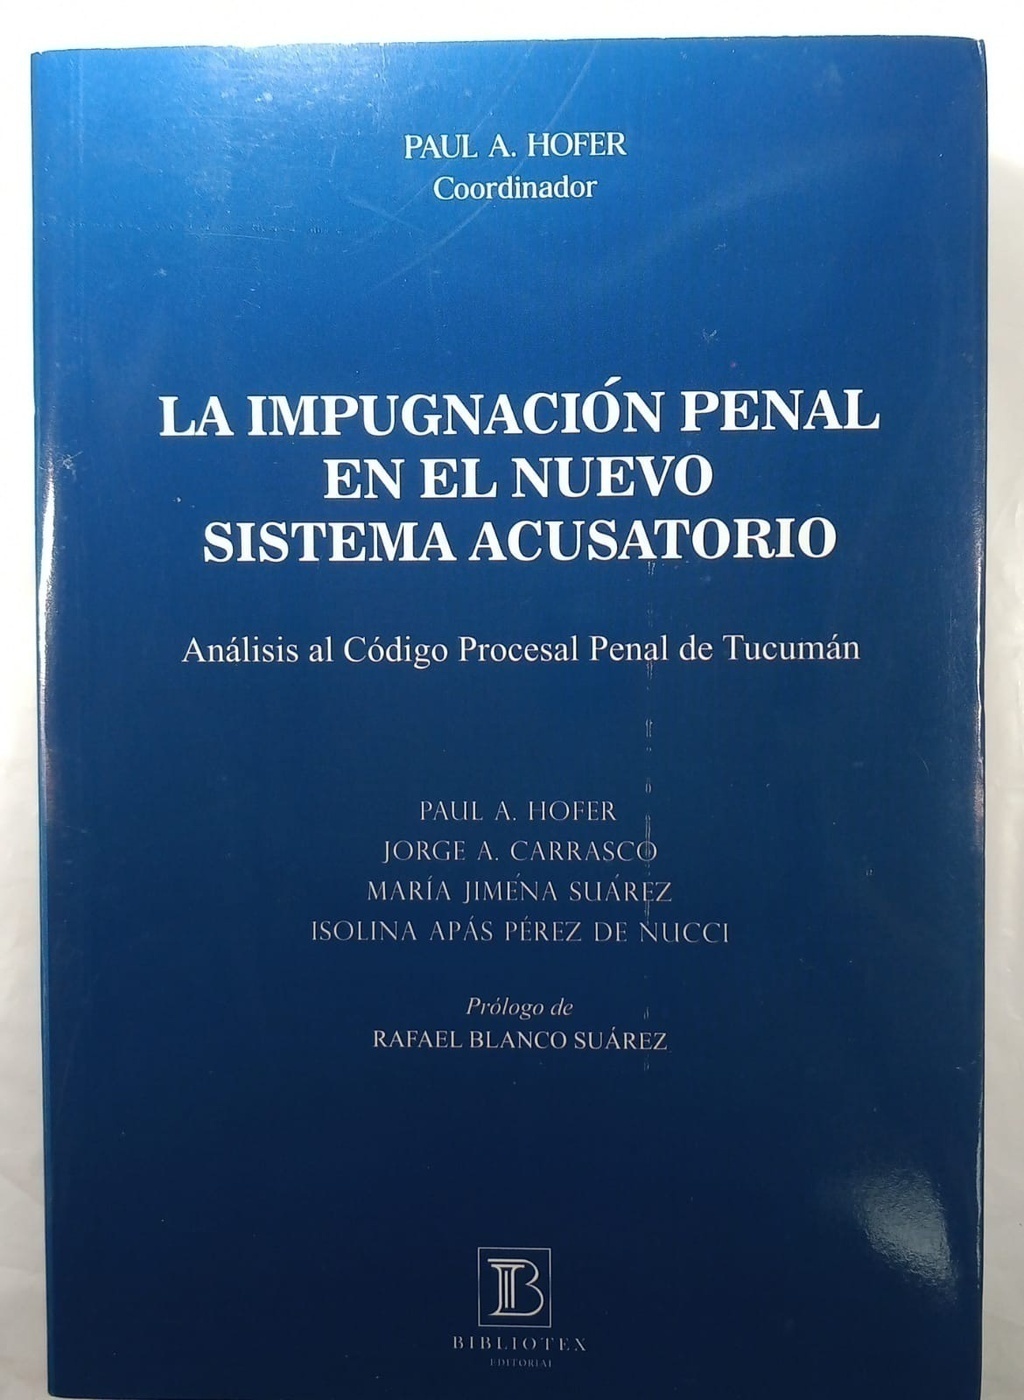 PAUL A. HOFER
Coordinador
LA IMPUGNACIÓN PENAL
EN EL NUEVO
SISTEMA ACUSATORIO
Análisis al Código Procesal Penal de Tucumán
PAUL A. HOFER
JORGE A. CARRASCO
MARÍA JIMENA SUÁREZ
ISOLINA APÁS PÉREZ DE NUCCI
Prólogo de
RAFAEL BLANCO SUÁREZ
B
BIBLIOTEX
EDITORIAL